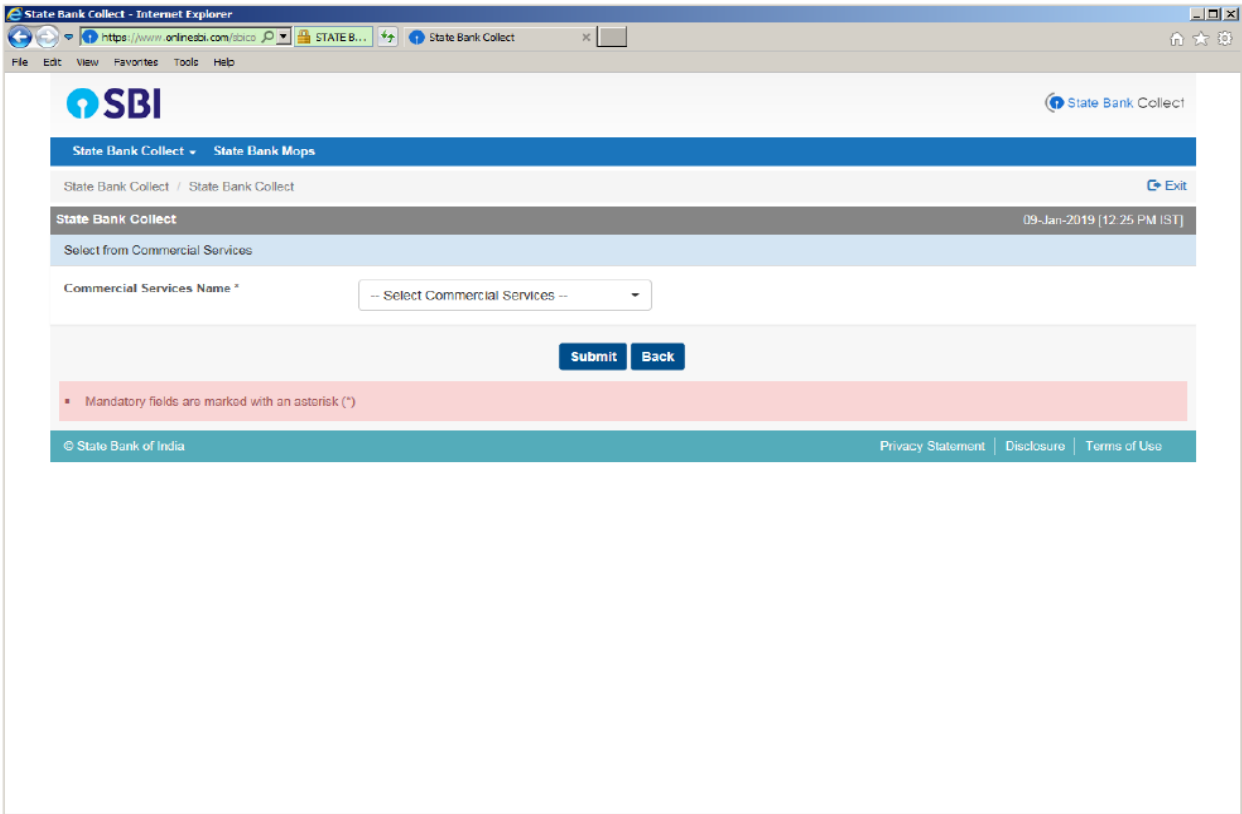 State Bank Collect - Internet Explorer
https://www.onlinesbi.com/sbico STATE B... State Bank Collect
File Edit View Favorites Tools Help
SBI State Bank Collect
State Bank Collect State Bank Mops
State Bank Collect / State Bank Collect Exit
State Bank Collect 09-Jan-2019 [12:25 PM IST]
Select from Commercial Services
Commercial Services Name *
-- Select Commercial Services --
Submit Back
Mandatory fields are marked with an asterisk (*)
© State Bank of India Privacy Statement Disclosure Terms of Use